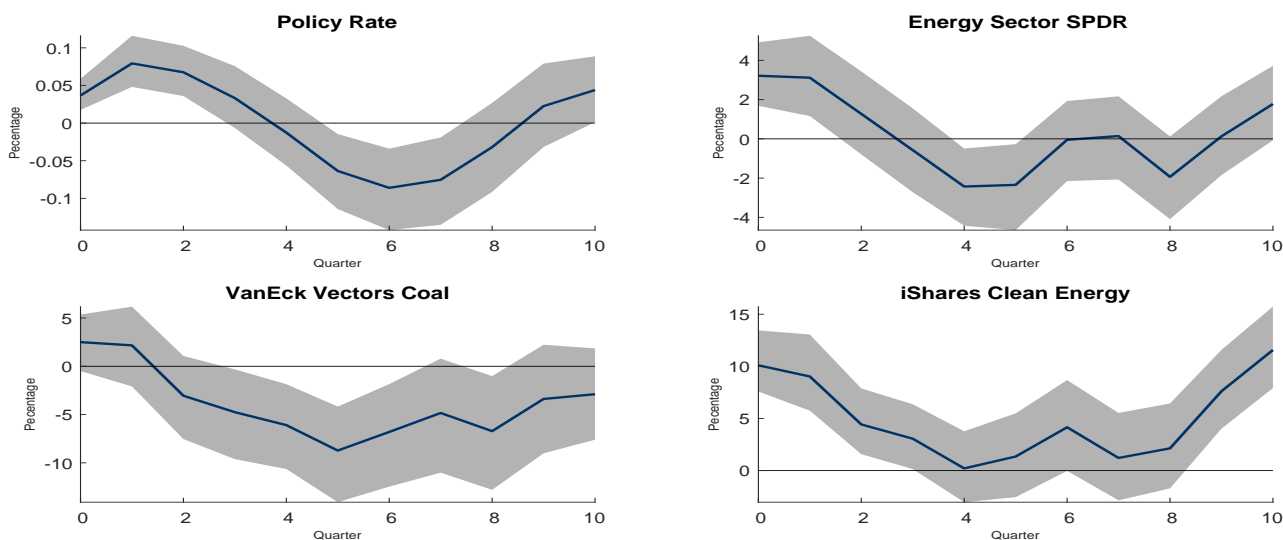 Policy Rate
0.1
0.05
0
-0.05
-0.1
Pecentage
0 2 4 6 8 10
Quarter
Energy Sector SPDR
4
2
0
-2
-4
Pecentage
0 2 4 6 8 10
Quarter
VanEck Vectors Coal
5
0
-5
-10
Pecentage
0 2 4 6 8 10
Quarter
iShares Clean Energy
15
10
5
0
Pecentage
0 2 4 6 8 10
Quarter